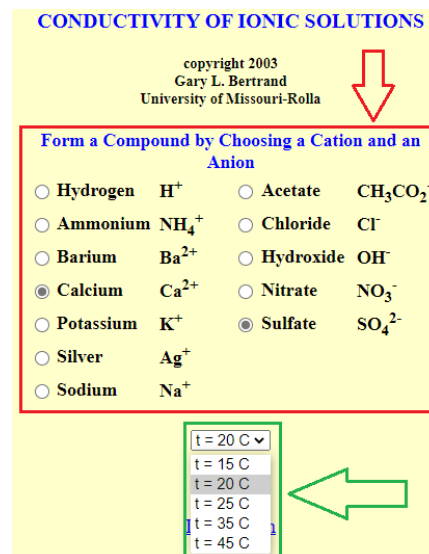 CONDUCTIVITY OF IONIC SOLUTIONS
copyright 2003
Gary L. Bertrand
University of Missouri-Rolla
Form a Compound by Choosing a Cation and an
Anion
Hydrogen H⁺ Acetate CH₃CO₂⁻
Ammonium NH₄⁺ Chloride Cl⁻
Barium Ba²⁺ Hydroxide OH⁻
Calcium Ca²⁺ Nitrate NO₃⁻
Potassium K⁺ Sulfate SO₄²⁻
Silver Ag⁺
Sodium Na⁺
t = 20 C
t = 15 C
t = 20 C
t = 25 C
t = 35 C
t = 45 C